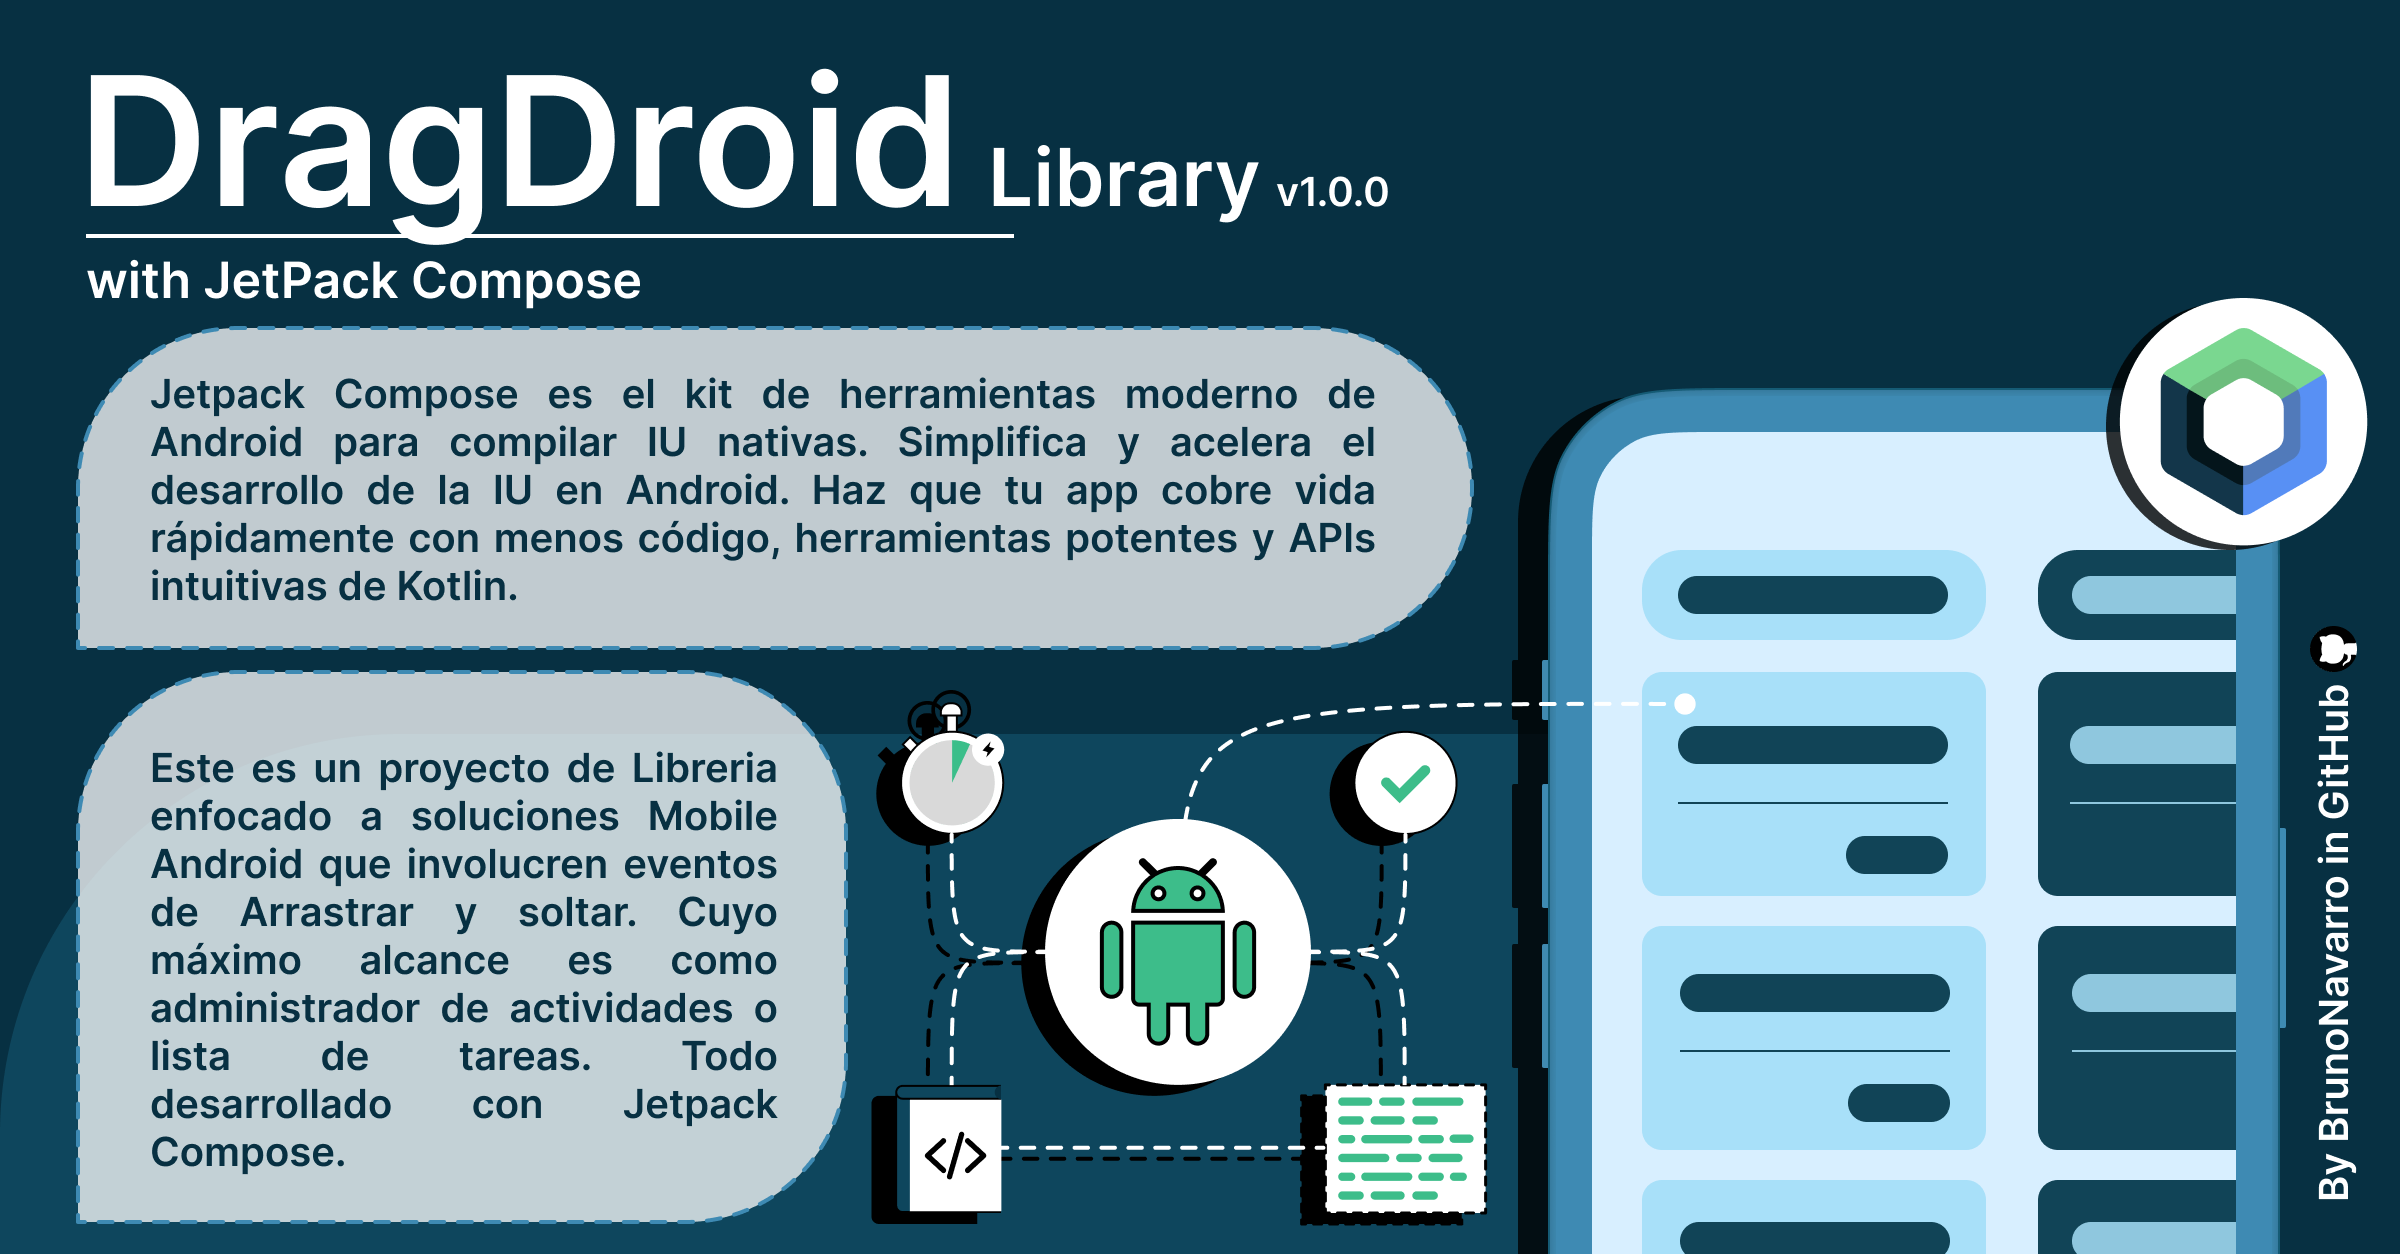 DragDroid Library v1.0.0
with JetPack Compose
Jetpack Compose es el kit de herramientas moderno de
Android para compilar IU nativas. Simplifica y acelera el
desarrollo de la IU en Android. Haz que tu app cobre vida
rápidamente con menos código, herramientas potentes y APIs
intuitivas de Kotlin.
Este es un proyecto de Libreria
enfocado a soluciones Mobile
Android que involucren eventos
de Arrastrar y soltar. Cuyo
máximo alcance es como
administrador de actividades o
lista de tareas. Todo
desarrollado con Jetpack
Compose.
</>
By BrunoNavarro in GitHub